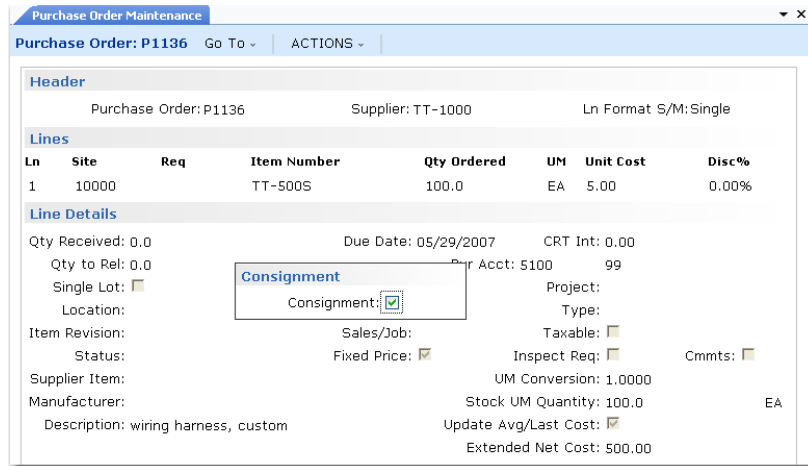 Purchase Order Maintenance
Purchase Order: P1136 Go To ACTIONS
Header
Purchase Order: P1136 Supplier: TT-1000 Ln Format S/M: Single
Lines
Ln Site Req Item Number Qty Ordered UM Unit Cost Disc%
1 10000 TT-500S 100.0 EA 5.00 0.00%
Line Details
Qty Received: 0.0 Due Date: 05/29/2007 CRT Int: 0.00
Qty to Rel: 0.0 Acct: 5100 99
Consignment
Single Lot: Project:
Consignment:
Location: Type:
Item Revision: Sales/Job: Taxable:
Status: Fixed Price: Inspect Req: Cmmts:
Supplier Item: UM Conversion: 1.0000
Manufacturer: Stock UM Quantity: 100.0 EA
Description: wiring harness, custom Update Avg/Last Cost:
Extended Net Cost: 500.00